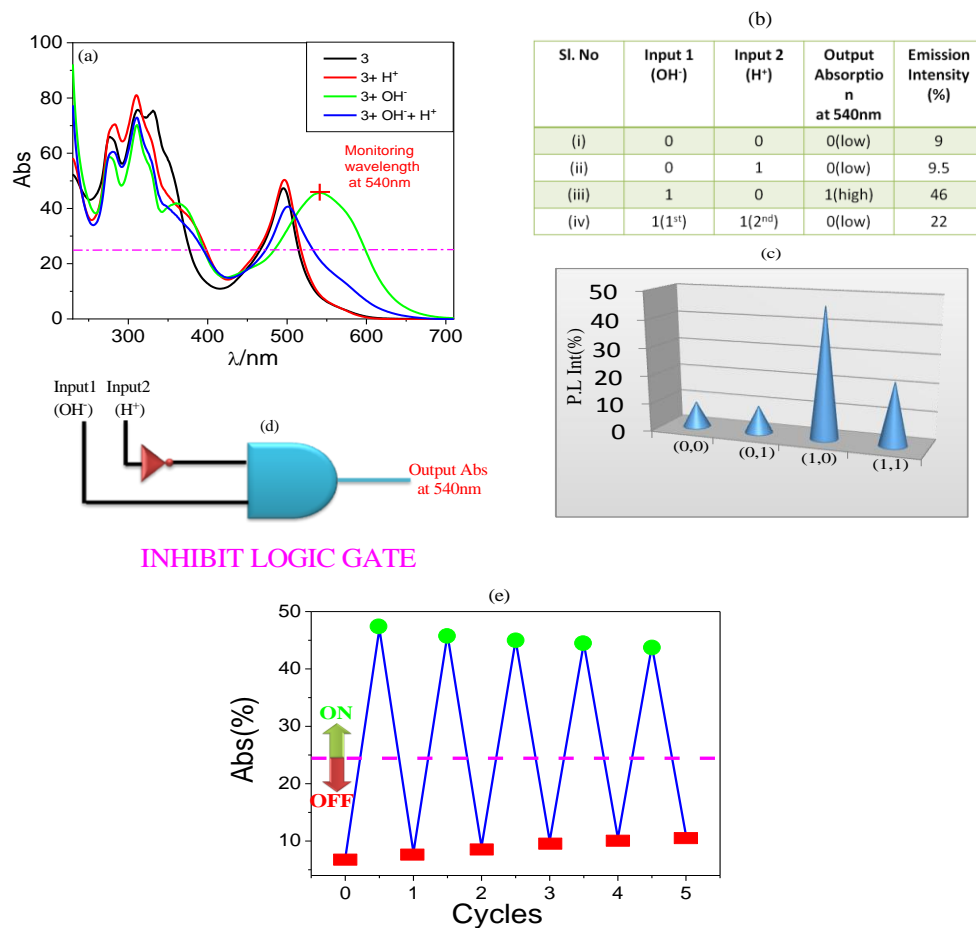 (a)
100
80
60
40
20
0
Abs
300 400 500 600 700
λ/nm
3
3+ H⁺
3+ OH⁻
3+ OH⁻+ H⁺
Monitoring
wavelength
at 540nm
(b)
Sl. No Input 1 (OH⁻) Input 2 (H⁺) Output Absorptio n at 540nm Emission Intensity (%)
(i) 0 0 0(low) 9
(ii) 0 1 0(low) 9.5
(iii) 1 0 1(high) 46
(iv) 1(1ˢᵗ) 1(2ⁿᵈ) 0(low) 22
(c)
50
40
30
20
10
0
P.L Int(%)
(0,0) (0,1) (1,0) (1,1)
Input1 Input2
(OH⁻) (H⁺)
(d)
Output Abs
at 540nm
INHIBIT LOGIC GATE
(e)
50
40
30
20
10
Abs(%)
ON
OFF
0 1 2 3 4 5
Cycles